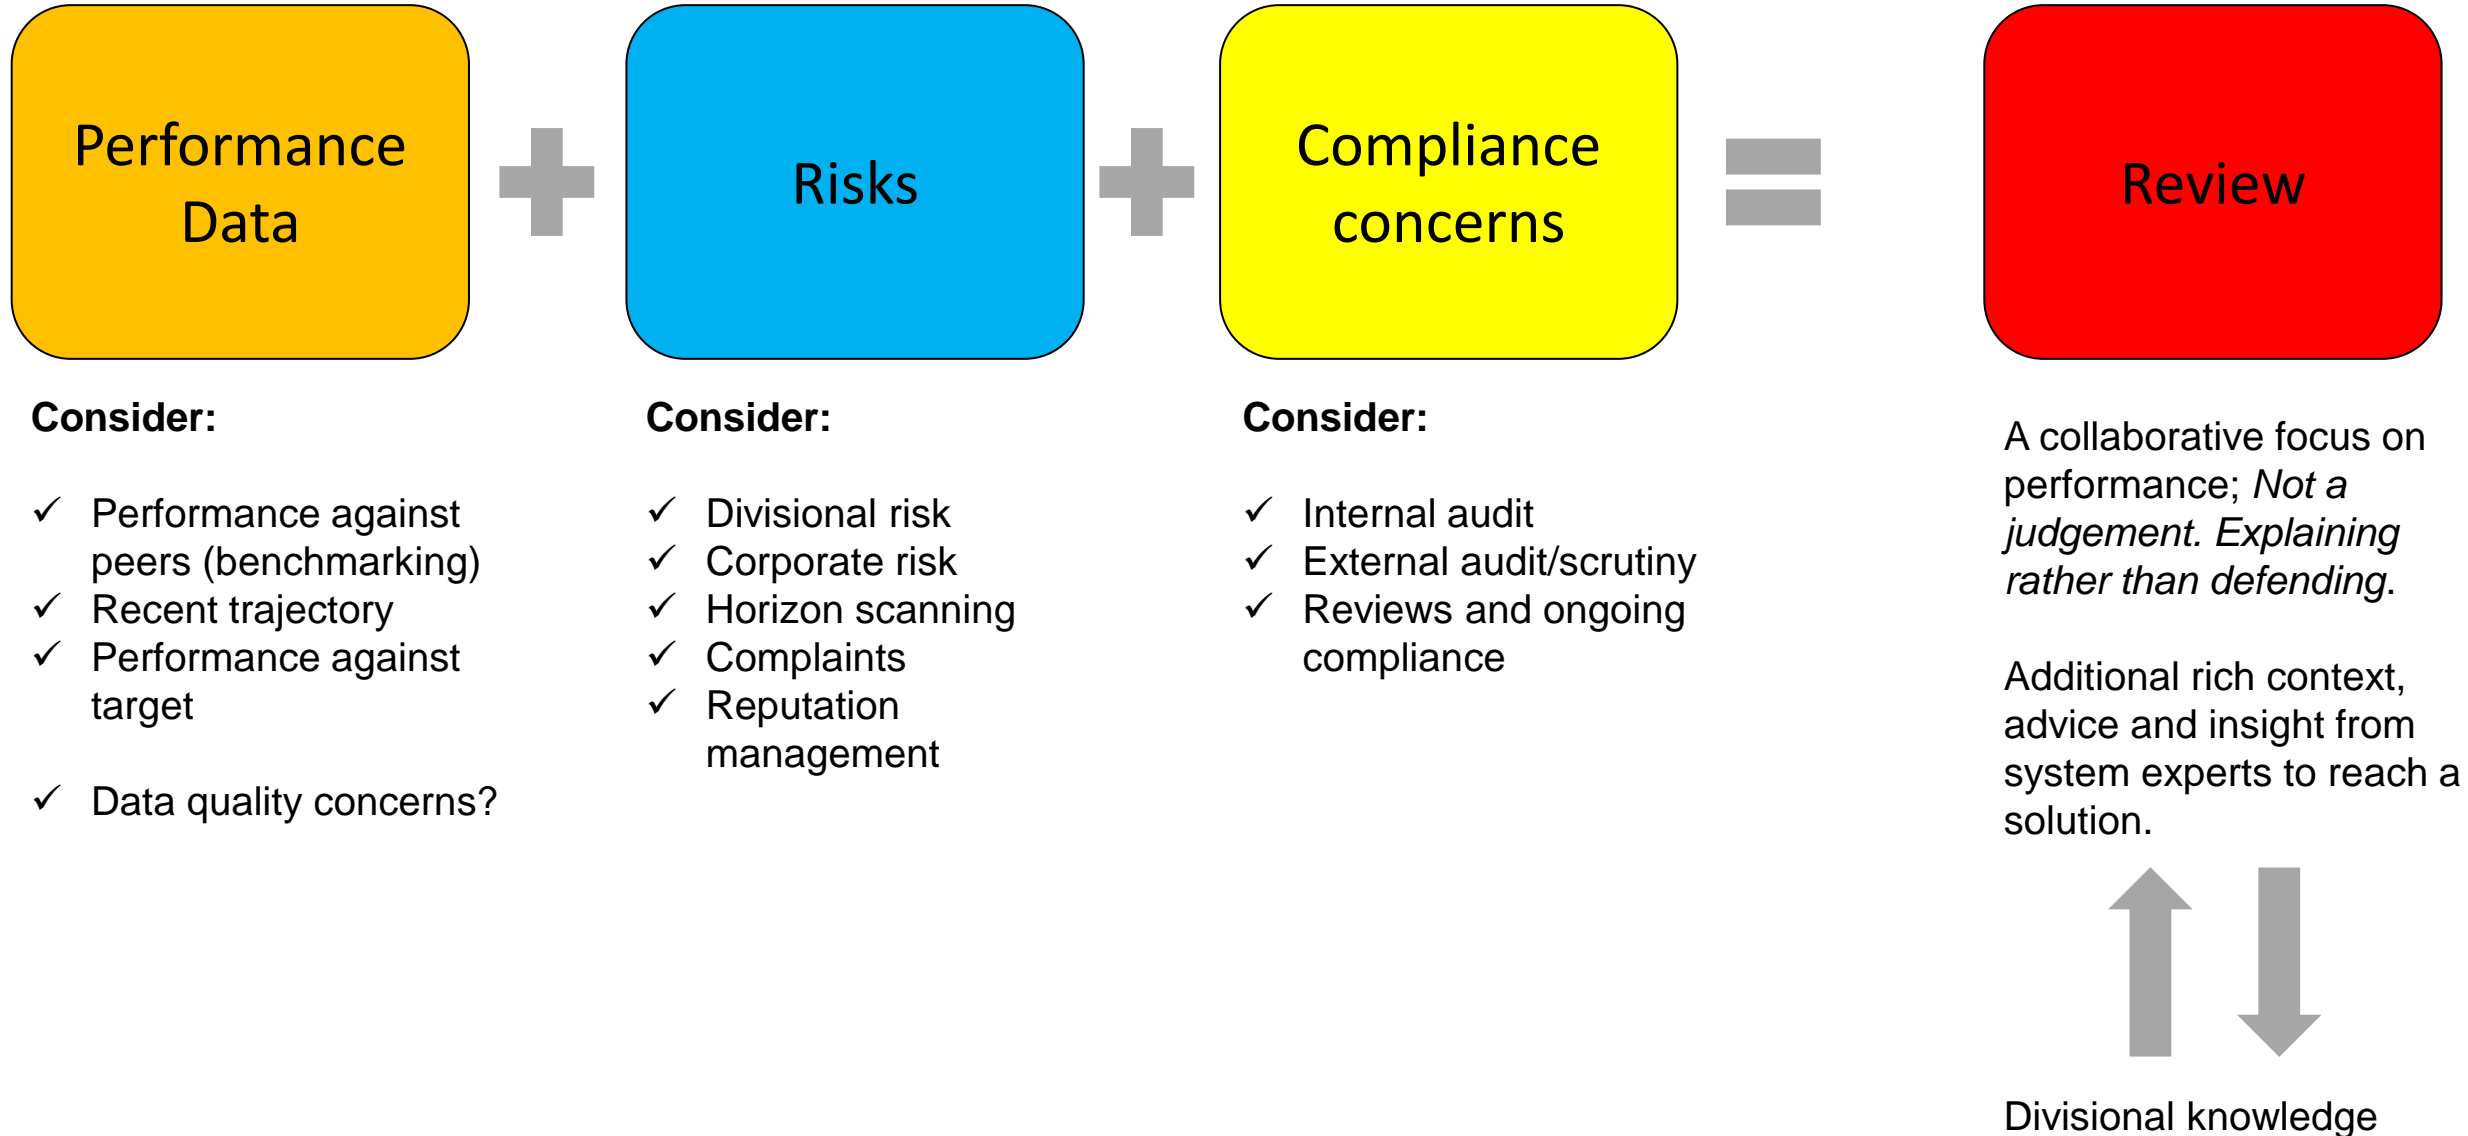 Performance
Data
Risks
Compliance
concerns
Review
Consider:
✓ Performance against
peers (benchmarking)
✓ Recent trajectory
✓ Performance against
target
✓ Data quality concerns?
Consider:
✓ Divisional risk
✓ Corporate risk
✓ Horizon scanning
✓ Complaints
✓ Reputation
management
Consider:
✓ Internal audit
✓ External audit/scrutiny
✓ Reviews and ongoing
compliance
A collaborative focus on
performance; Not a
judgement. Explaining
rather than defending.
Additional rich context,
advice and insight from
system experts to reach a
solution.
Divisional knowledge